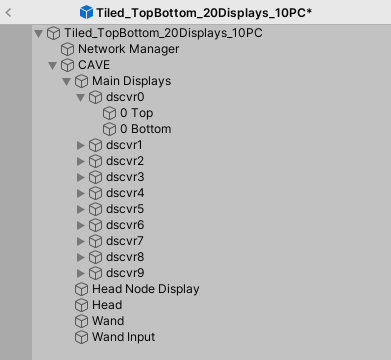 Tiled_TopBottom_20Displays_10PC*
Tiled_TopBottom_20Displays_10PC
Network Manager
CAVE
Main Displays
dscvr0
0 Top
0 Bottom
dscvr1
dscvr2
dscvr3
dscvr4
dscvr5
dscvr6
dscvr7
dscvr8
dscvr9
Head Node Display
Head
Wand
Wand Input